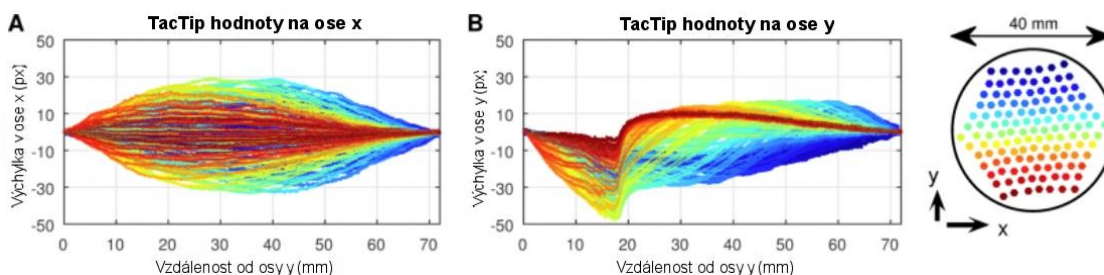 A
TacTip hodnoty na ose x
50
30
10
-10
-30
-50
0 10 20 30 40 50 60 70
Výchylka v ose x (px)
Vzdálenost od osy y (mm)
B
TacTip hodnoty na ose y
50
30
10
-10
-30
-50
0 10 20 30 40 50 60 70
Výchylka v ose y (px)
Vzdálenost od osy y (mm)
40 mm
y
x